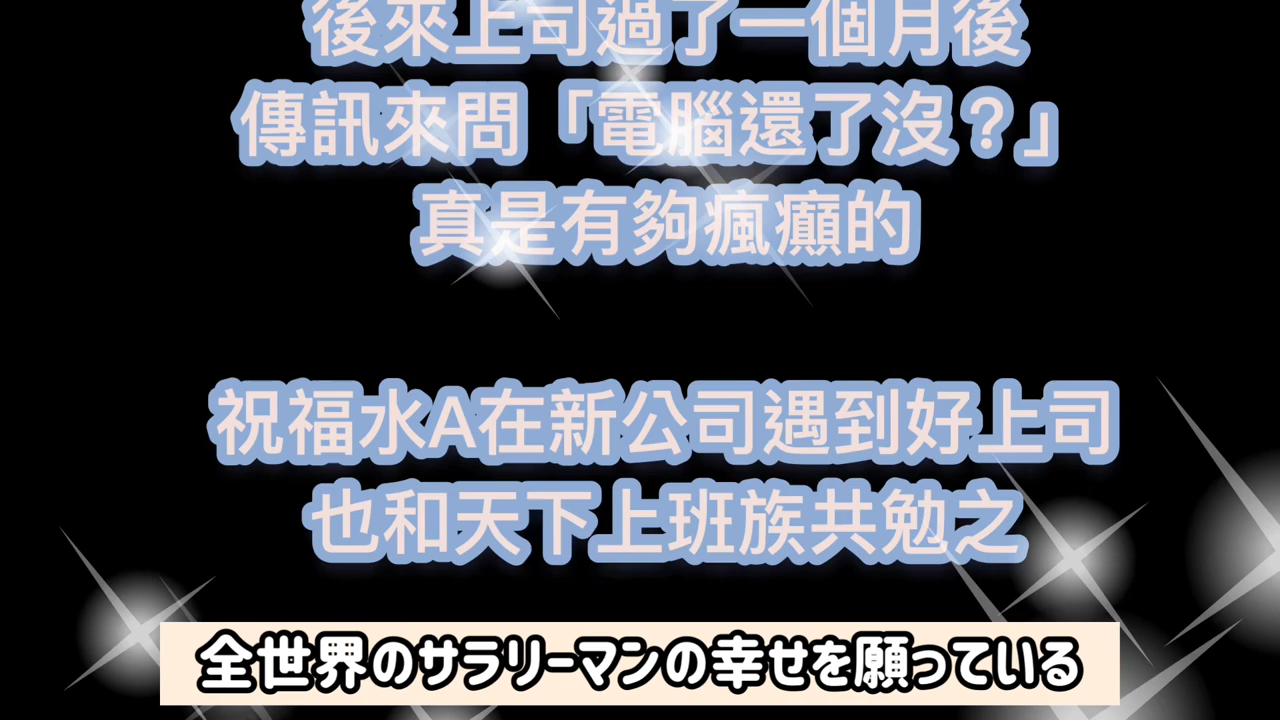 後來上司過了一個月後
傳訊來問「電腦還了沒？」
真是有夠瘋癲的
祝福水A在新公司遇到好上司
也和天下上班族共勉之
全世界のサラリーマンの幸せを願っている